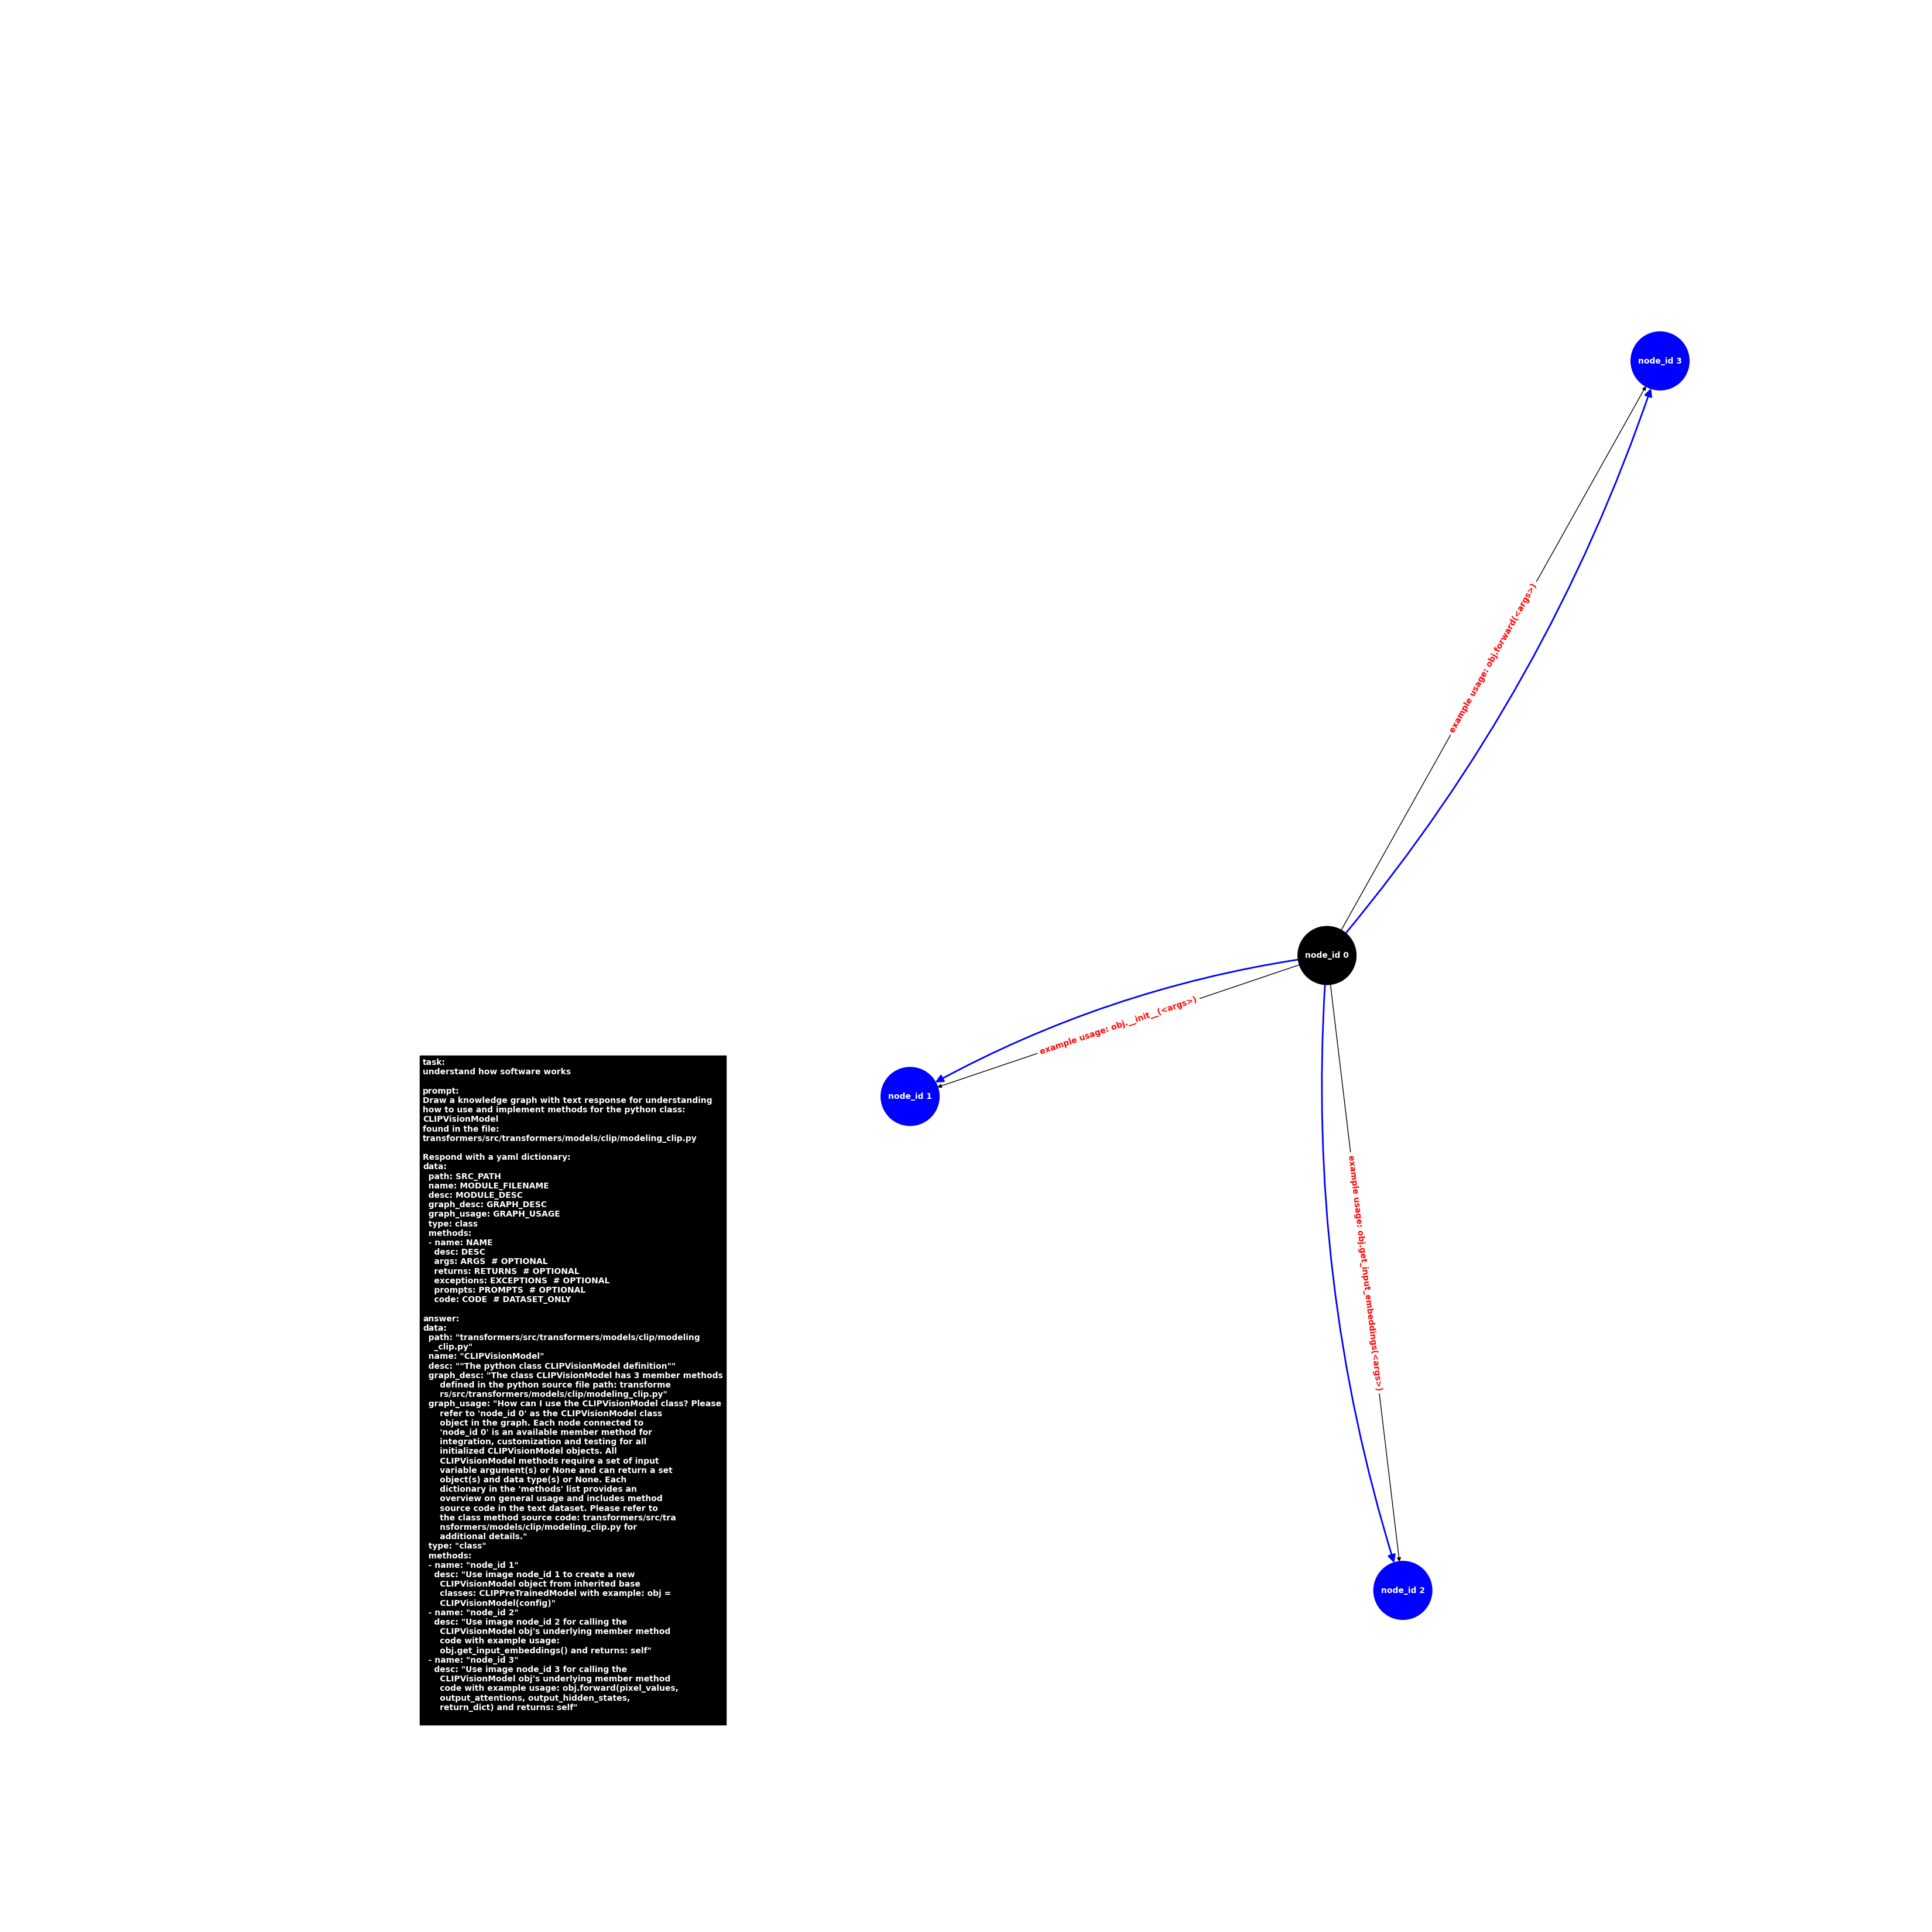 node_id 3
example usage: obj.forward(<args>)
node_id 0
example usage: obj.__init__(<args>)
node_id 1
example usage: obj.get_input_embeddings(<args>)
node_id 2
task:
understand how software works

prompt:
Draw a knowledge graph with text response for understanding
how to use and implement methods for the python class:
CLIPVisionModel
found in the file:
transformers/src/transformers/models/clip/modeling_clip.py

Respond with a yaml dictionary:
data:
  path: SRC_PATH
  name: MODULE_FILENAME
  desc: MODULE_DESC
  graph_desc: GRAPH_DESC
  graph_usage: GRAPH_USAGE
  type: class
  methods:
  - name: NAME
    desc: DESC
    args: ARGS  # OPTIONAL
    returns: RETURNS  # OPTIONAL
    exceptions: EXCEPTIONS  # OPTIONAL
    prompts: PROMPTS  # OPTIONAL
    code: CODE  # DATASET_ONLY

answer:
data:
  path: "transformers/src/transformers/models/clip/modeling
    _clip.py"
  name: "CLIPVisionModel"
  desc: ""The python class CLIPVisionModel definition""
  graph_desc: "The class CLIPVisionModel has 3 member methods
      defined in the python source file path: transforme
      rs/src/transformers/models/clip/modeling_clip.py"
  graph_usage: "How can I use the CLIPVisionModel class? Please
      refer to 'node_id 0' as the CLIPVisionModel class
      object in the graph. Each node connected to
      'node_id 0' is an available member method for
      integration, customization and testing for all
      initialized CLIPVisionModel objects. All
      CLIPVisionModel methods require a set of input
      variable argument(s) or None and can return a set
      object(s) and data type(s) or None. Each
      dictionary in the 'methods' list provides an
      overview on general usage and includes method
      source code in the text dataset. Please refer to
      the class method source code: transformers/src/tra
      nsformers/models/clip/modeling_clip.py for
      additional details."
  type: "class"
  methods:
  - name: "node_id 1"
    desc: "Use image node_id 1 to create a new
      CLIPVisionModel object from inherited base
      classes: CLIPPreTrainedModel with example: obj =
      CLIPVisionModel(config)"
  - name: "node_id 2"
    desc: "Use image node_id 2 for calling the
      CLIPVisionModel obj's underlying member method
      code with example usage:
      obj.get_input_embeddings() and returns: self"
  - name: "node_id 3"
    desc: "Use image node_id 3 for calling the
      CLIPVisionModel obj's underlying member method
      code with example usage: obj.forward(pixel_values,
      output_attentions, output_hidden_states,
      return_dict) and returns: self"